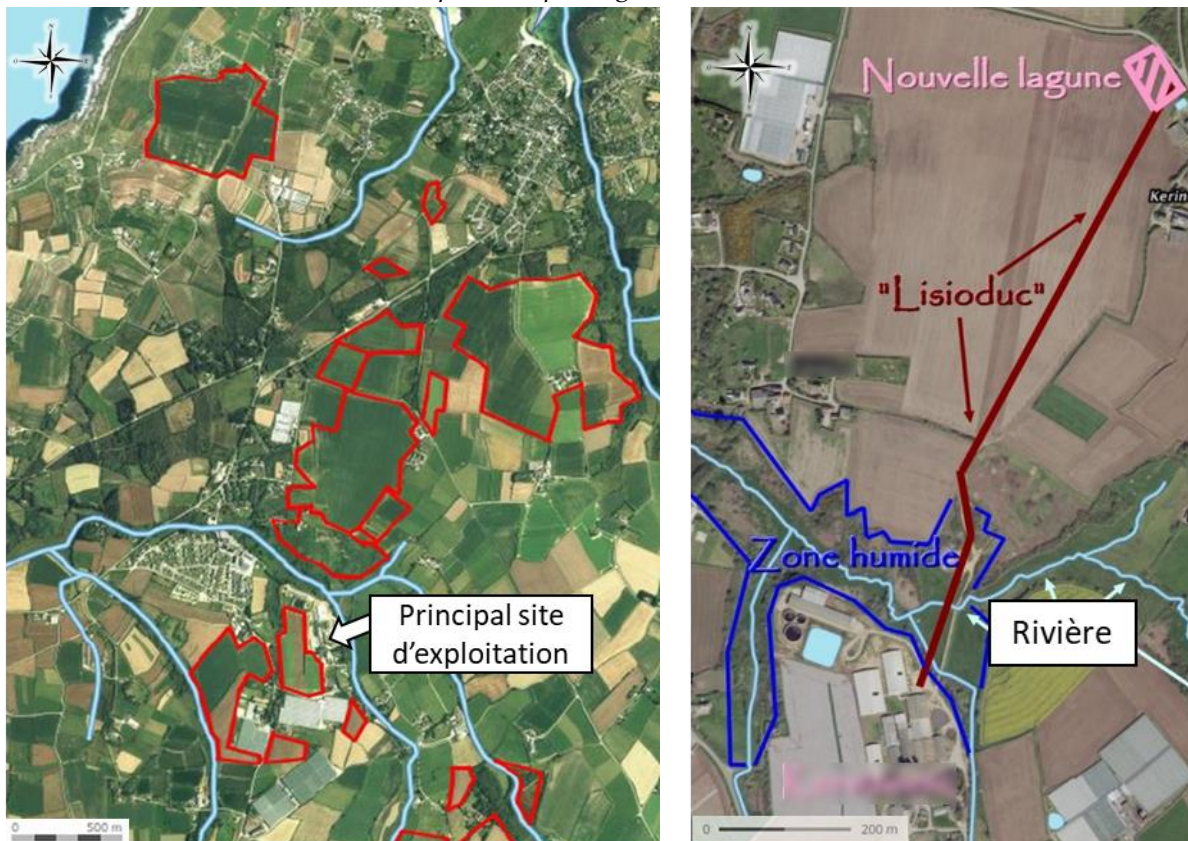 N
E
S
O
Principal site
d'exploitation
0
500 m
N
E
S
O
Nouvelle lagune
Kerin
"Lisioduc"
Zone humide
Rivière
0
200 m